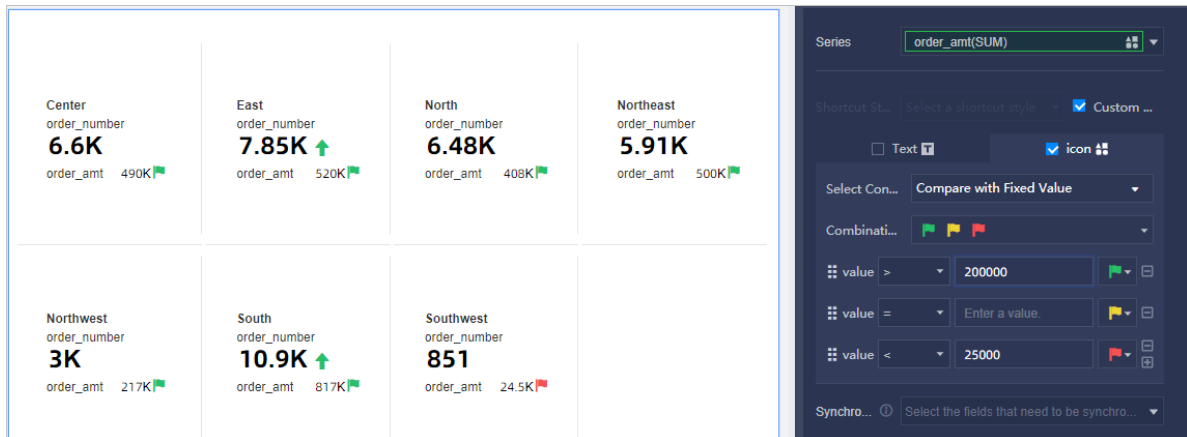 Center
order_number
6.6K
order_amt 490K
East
order_number
7.85K
order_amt 520K
North
order_number
6.48K
order_amt 408K
Northeast
order_number
5.91K
order_amt 500K
Northwest
order_number
3K
order_amt 217K
South
order_number
10.9K
order_amt 817K
Southwest
order_number
851
order_amt 24.5K
Series order_amt(SUM)
Shortcut St... Select a shortcut style Custom ...
Text T icon
Select Con... Compare with Fixed Value
Combinati...
value > 200000
value = Enter a value.
value < 25000
Synchro... Select the fields that need to be synchro...